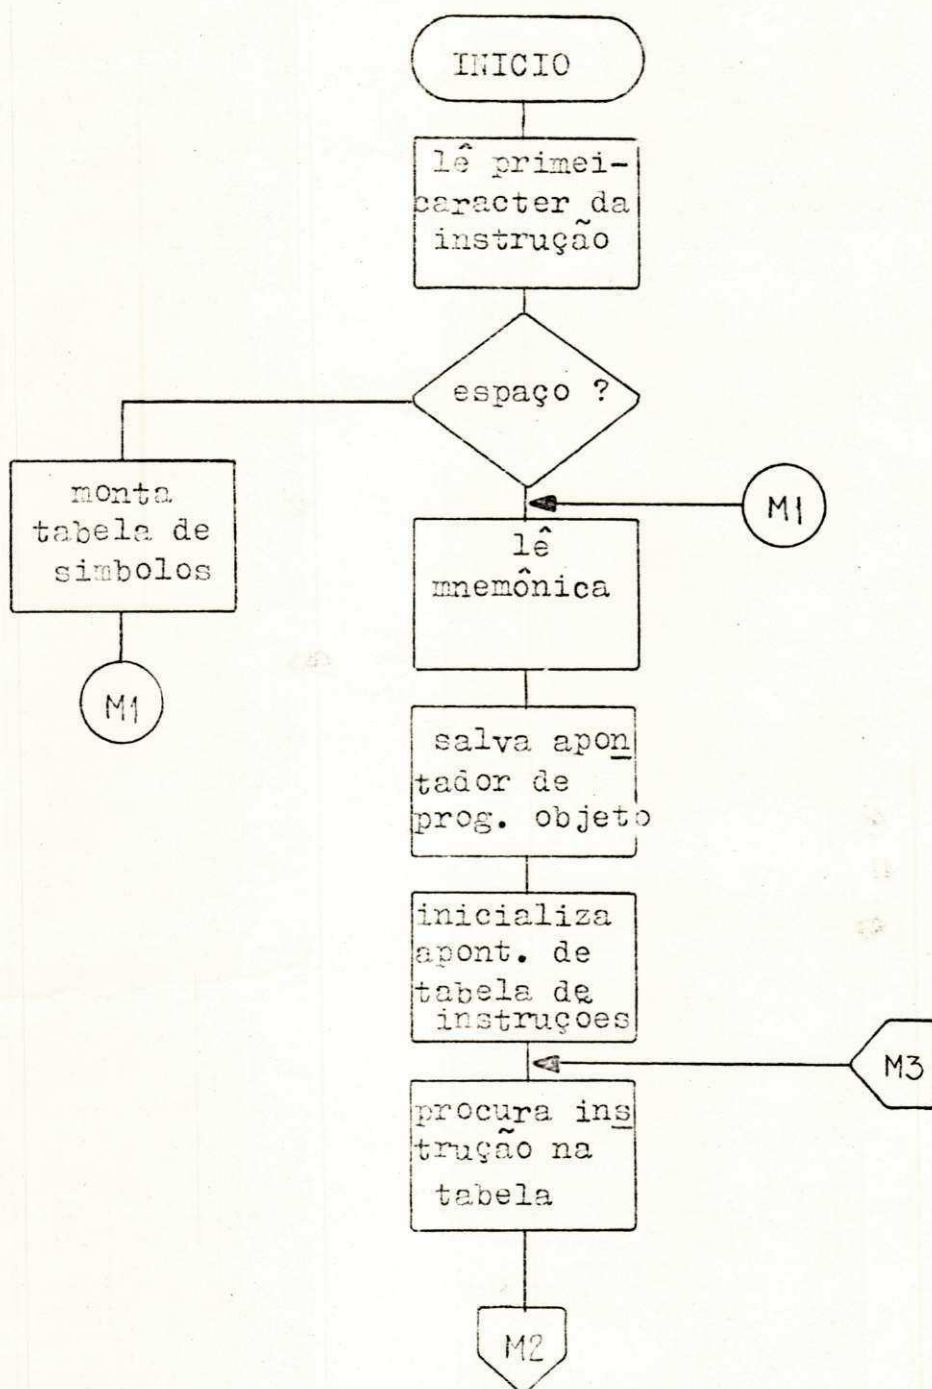 INICIO
lê primei-
caracter da
instrução
espaço ?
monta
tabela de
simbolos
M1
M1
lê
mnemônica
salva apon
tador de
prog. objeto
inicializa
apont. de
tabela de
instruções
M3
procura ins
trução na
tabela
M2